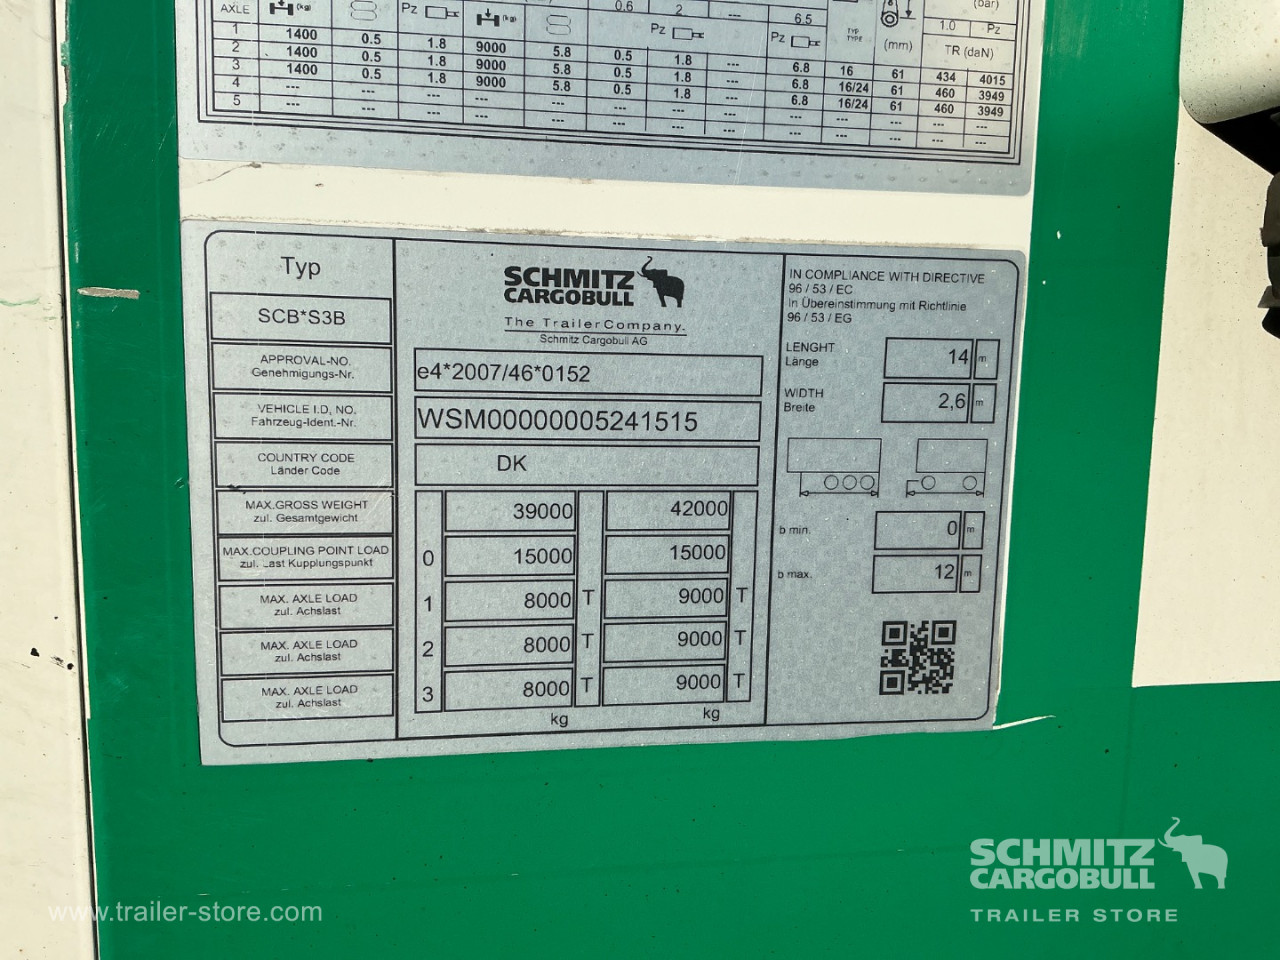 0.6 2 --- 6.5 (bar)
AXLE (kg) Pz (kg) Pz Pz TYP TYPE (mm) 1.0 Pz
TR (daN)
1 1400 0.5 1.8 9000 5.8 0.5 1.8 --- 6.8 16 61 434 4015
2 1400 0.5 1.8 9000 5.8 0.5 1.8 --- 6.8 16/24 61 460 3949
3 1400 0.5 1.8 9000 5.8 0.5 1.8 --- 6.8 16/24 61 460 3949
4 --- --- --- --- --- --- --- --- --- --- --- --- ---
5 --- --- --- --- --- --- --- --- --- --- --- --- ---
Typ
SCB*S3B
APPROVAL-NO.
Genehmigungs-Nr.
VEHICLE I.D, NO.
Fahrzeug-Ident.-Nr.
COUNTRY CODE
Länder Code
MAX.GROSS WEIGHT
zul. Gesamtgewicht
MAX.COUPLING POINT LOAD
zul. Last Kupplungspunkt
MAX. AXLE LOAD
zul. Achslast
MAX. AXLE LOAD
zul. Achslast
MAX. AXLE LOAD
zul. Achslast
SCHMITZ
CARGOBULL
The TrailerCompany.
Schmitz Cargobull AG
e4*2007/46*0152
WSM00000005241515
DK
39000 42000
0 15000 15000
1 8000 T 9000 T
2 8000 T 9000 T
3 8000 T 9000 T
kg kg
IN COMPLIANCE WITH DIRECTIVE
96 / 53 / EC
In Übereinstimmung mit Richtlinie
96 / 53 / EG
LENGHT
Länge
14 m
WIDTH
Breite
2,6 m
b min. 0 m
b max. 12 m
SCHMITZ
CARGOBULL
TRAILER STORE
www.trailer-store.com